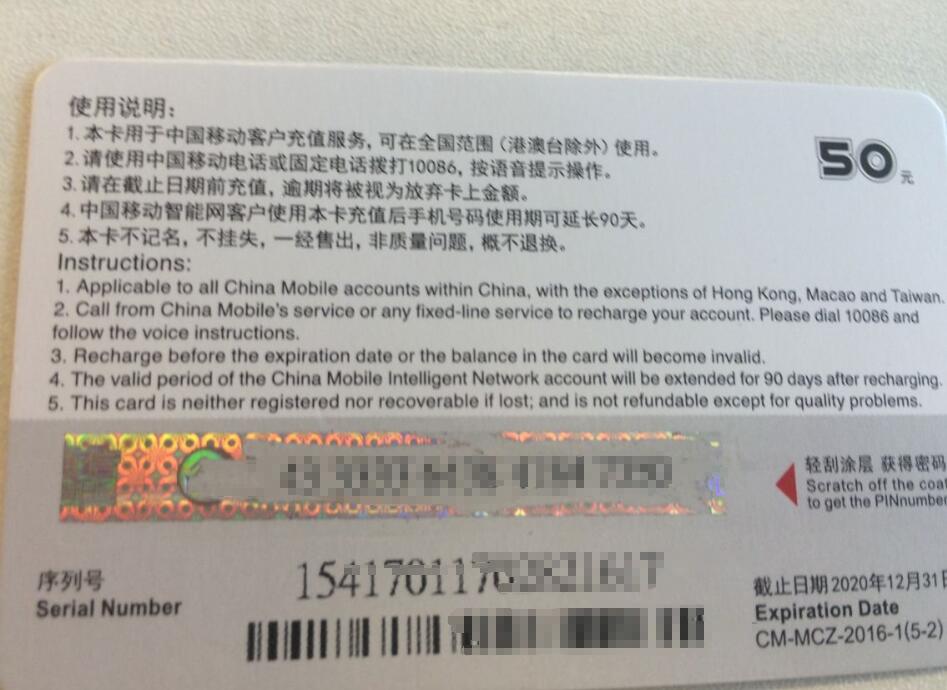 使用说明：
1. 本卡用于中国移动客户充值服务，可在全国范围（港澳台除外）使用。
2. 请使用中国移动电话或固定电话拨打10086，按语音提示操作。
3. 请在截止日期前充值，逾期将被视为放弃卡上金额。
4. 中国移动智能网客户使用本卡充值后手机号码使用期可延长90天。
5. 本卡不记名，不挂失，一经售出，非质量问题，概不退换。
50元
Instructions:
1. Applicable to all China Mobile accounts within China, with the exceptions of Hong Kong, Macao and Taiwan.
2. Call from China Mobile's service or any fixed-line service to recharge your account. Please dial 10086 and
follow the voice instructions.
3. Recharge before the expiration date or the balance in the card will become invalid.
4. The valid period of the China Mobile Intelligent Network account will be extended for 90 days after recharging.
5. This card is neither registered nor recoverable if lost; and is not refundable except for quality problems.
轻刮涂层 获得密码
Scratch off the coat
to get the PINnumbe
序列号
Serial Number
截止日期 2020年12月31日
Expiration Date
CM-MCZ-2016-1(5-2)